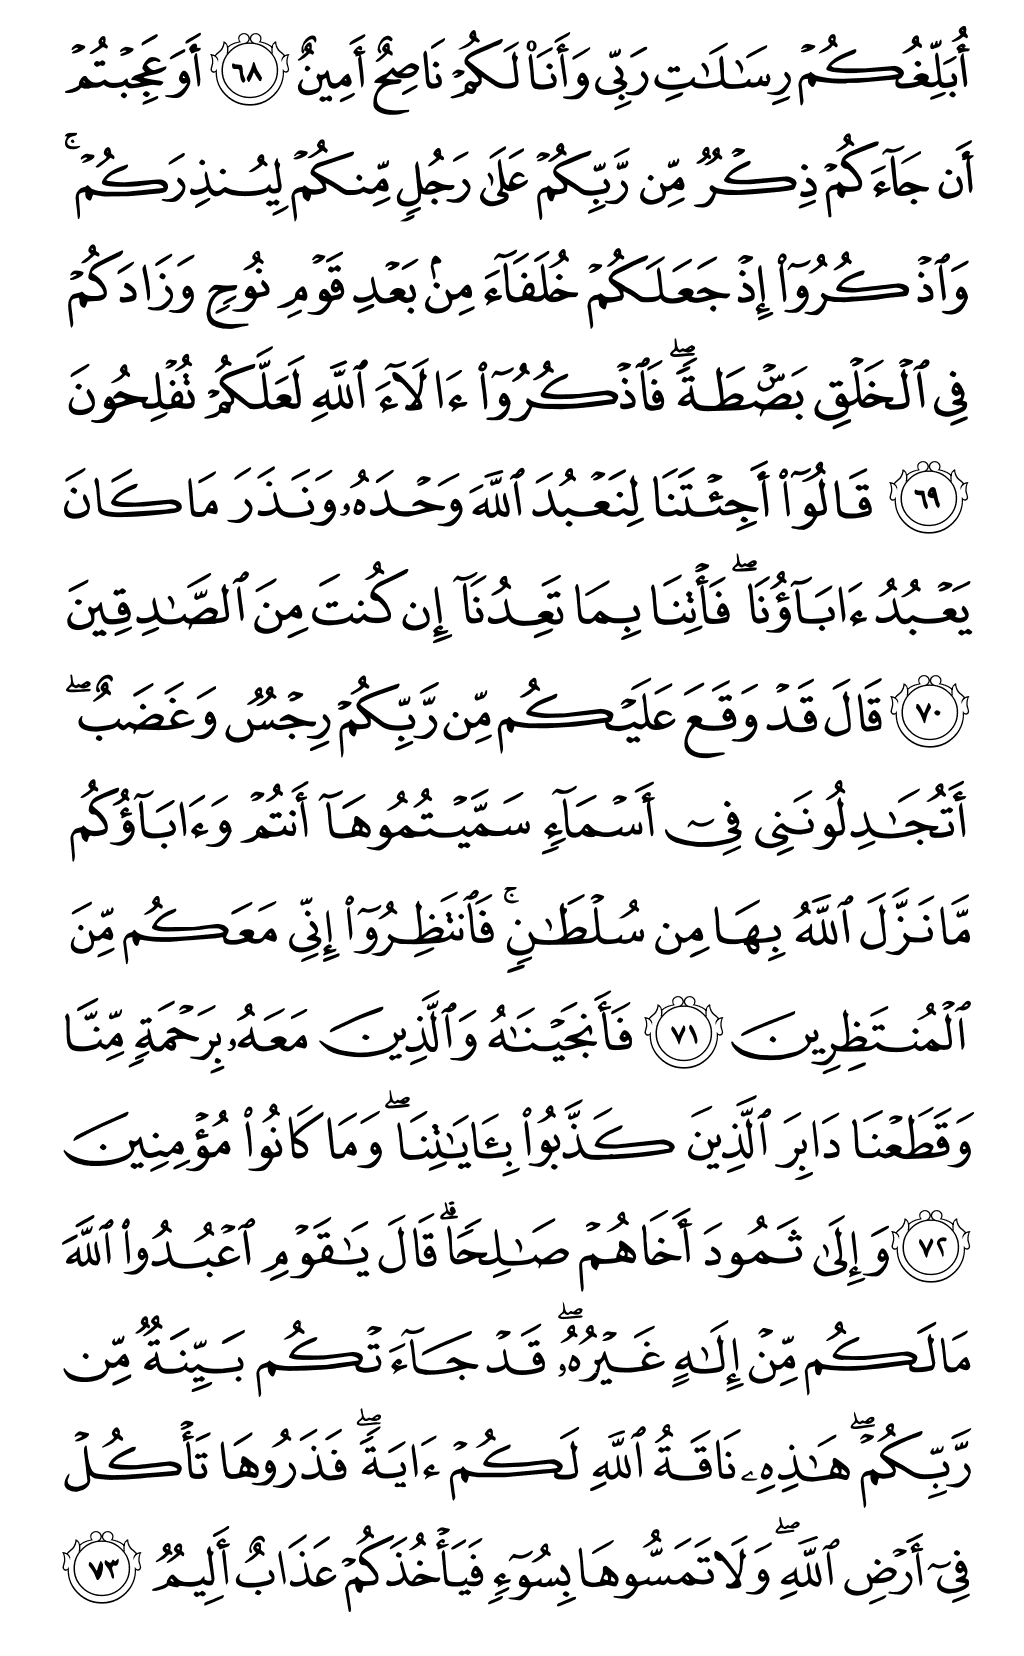 أُبَلِّغُكُمۡ رِسَٰلَٰتِ رَبِّي وَأَنَا۠ لَكُمۡ نَاصِحٌ أَمِينٌ ٦٨ أَوَعَجِبۡتُمۡ
أَن جَآءَكُمۡ ذِكۡرٞ مِّن رَّبِّكُمۡ عَلَىٰ رَجُلٖ مِّنكُمۡ لِيُنذِرَكُمۡۚ
وَٱذۡكُرُوٓاْ إِذۡ جَعَلَكُمۡ خُلَفَآءَ مِنۢ بَعۡدِ قَوۡمِ نُوحٖ وَزَادَكُمۡ
فِي ٱلۡخَلۡقِ بَصۜۡطَةٗۖ فَٱذۡكُرُوٓاْ ءَالَآءَ ٱللَّهِ لَعَلَّكُمۡ تُفۡلِحُونَ
٦٩ قَالُوٓاْ أَجِئۡتَنَا لِنَعۡبُدَ ٱللَّهَ وَحۡدَهُۥ وَنَذَرَ مَا كَانَ
يَعۡبُدُ ءَابَآؤُنَا ۖ فَأۡتِنَا بِمَا تَعِدُنَآ إِن كُنتَ مِنَ ٱلصَّٰدِقِينَ
٧٠ قَالَ قَدۡ وَقَعَ عَلَيۡكُم مِّن رَّبِّكُمۡ رِجۡسٞ وَغَضَبٌۖ
أَتُجَٰدِلُونَنِي فِيٓ أَسۡمَآءٖ سَمَّيۡتُمُوهَآ أَنتُمۡ وَءَابَآؤُكُم
مَّا نَزَّلَ ٱللَّهُ بِهَا مِن سُلۡطَٰنٖۚ فَٱنتَظِرُوٓاْ إِنِّي مَعَكُم مِّنَ
ٱلۡمُنتَظِرِينَ ٧١ فَأَنجَيۡنَٰهُ وَٱلَّذِينَ مَعَهُۥ بِرَحۡمَةٖ مِّنَّا
وَقَطَعۡنَا دَابِرَ ٱلَّذِينَ كَذَّبُواْ بِـَٔايَٰتِنَاۖ وَمَا كَانُواْ مُؤۡمِنِينَ
٧٢ وَإِلَىٰ ثَمُودَ أَخَاهُمۡ صَٰلِحٗاۗ قَالَ يَٰقَوۡمِ ٱعۡبُدُواْ ٱللَّهَ
مَا لَكُم مِّنۡ إِلَٰهٍ غَيۡرُهُۥۖ قَدۡ جَآءَتۡكُم بَيِّنَةٞ مِّن
رَّبِّكُمۡۖ هَٰذِهِۦ نَاقَةُ ٱللَّهِ لَكُمۡ ءَايَةٗۖ فَذَرُوهَا تَأۡكُلۡ
فِيٓ أَرۡضِ ٱللَّهِۖ وَلَا تَمَسُّوهَا بِسُوٓءٖ فَيَأۡخُذَكُمۡ عَذَابٌ أَلِيمٞ ٧٣